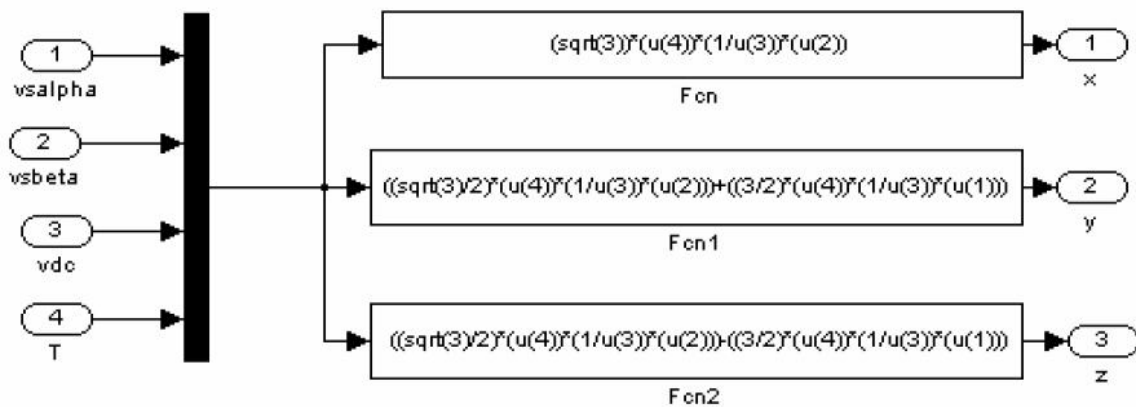 1
vsalpha
2
vsbeta
3
vdc
4
T
(sqrt(3))*(u(4))*(1/u(3))*(u(2))
Fcn
1
x
((sqrt(3)/2)*(u(4))*(1/u(3))*(u(2)))+((3/2)*(u(4))*(1/u(3))*(u(1)))
Fcn1
2
y
((sqrt(3)/2)*(u(4))*(1/u(3))*(u(2)))-((3/2)*(u(4))*(1/u(3))*(u(1)))
Fcn2
3
z